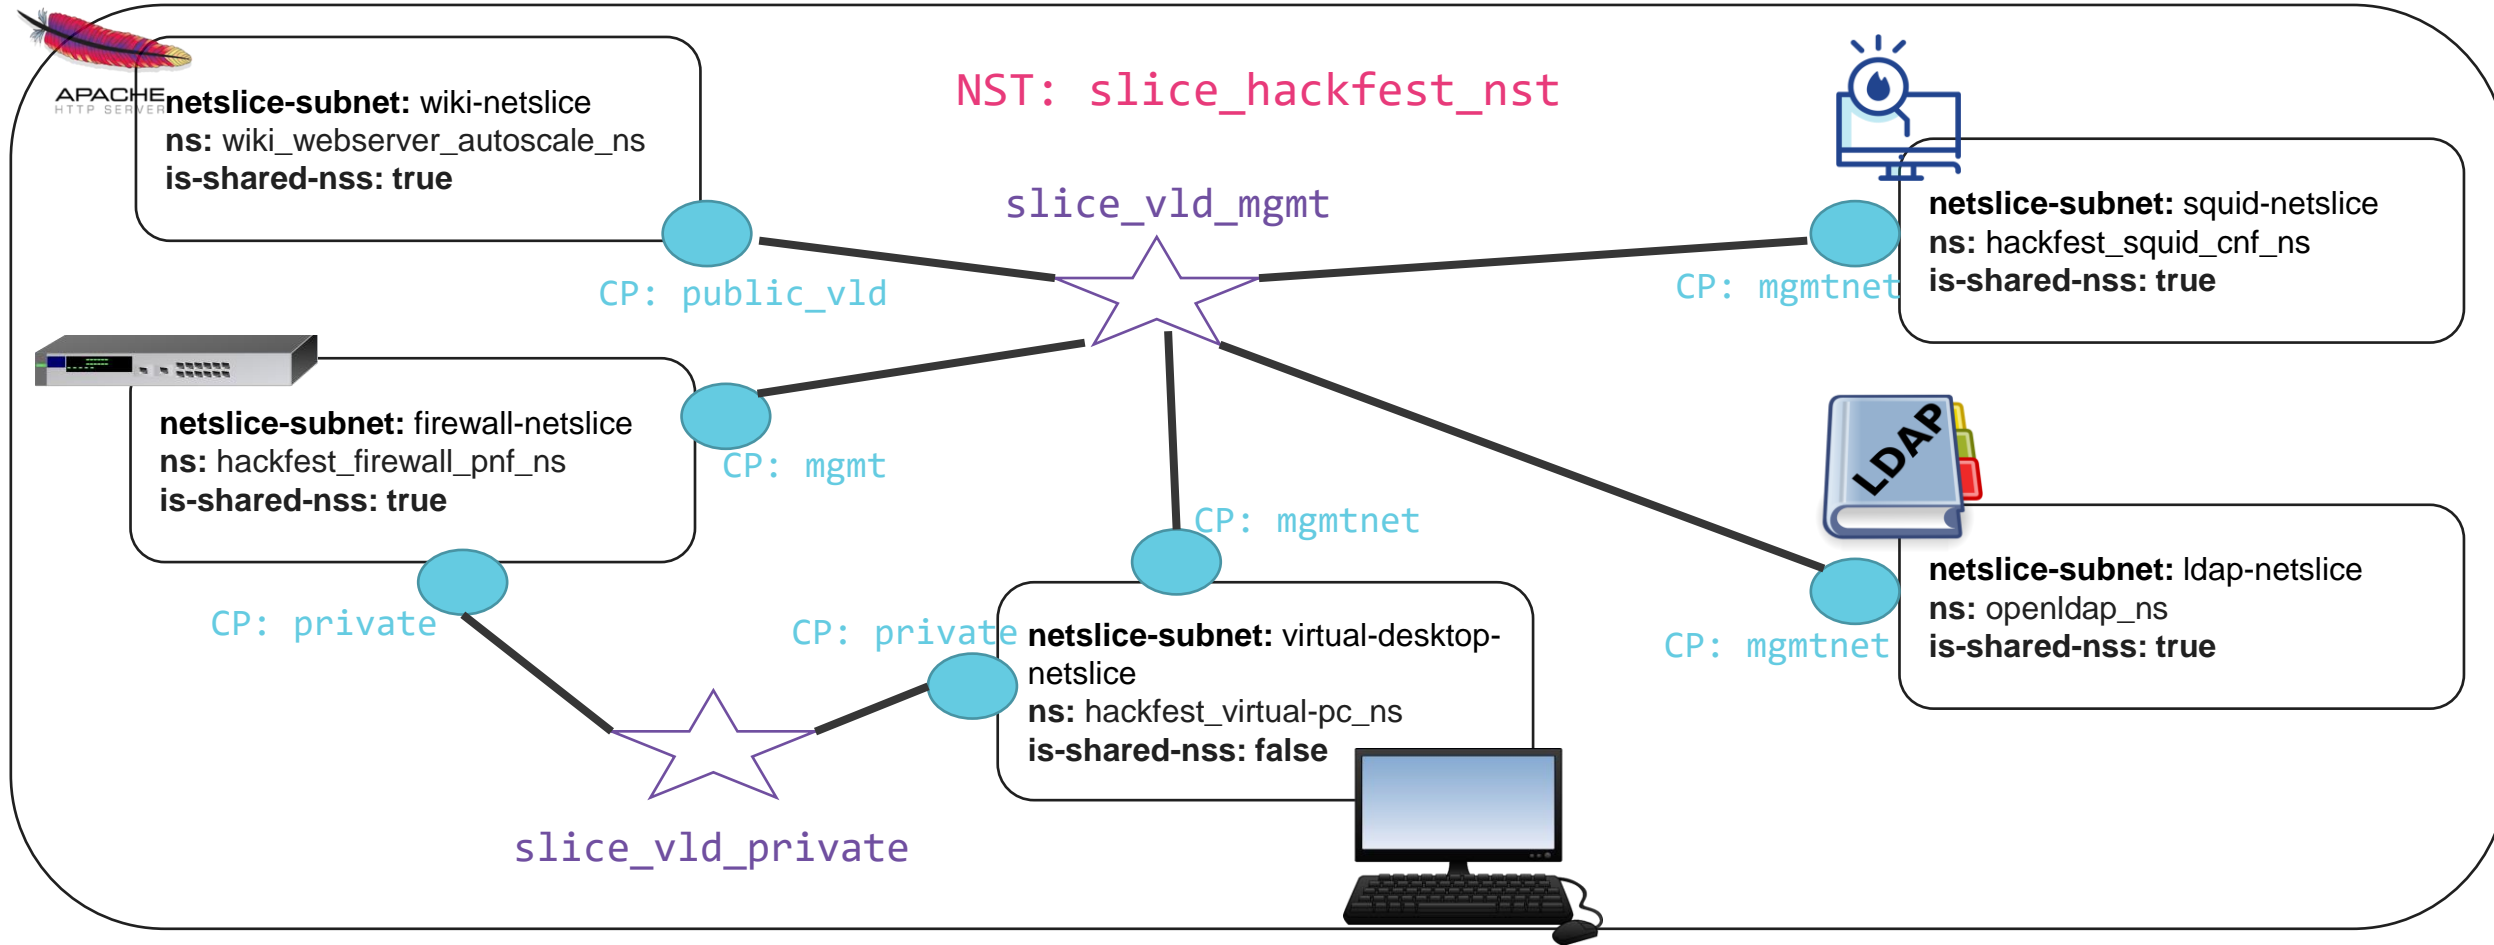 APACHE
HTTP SERVER
netslice-subnet: wiki-netslice
ns: wiki_webserver_autoscale_ns
is-shared-nss: true
NST: slice_hackfest_nst
slice_vld_mgmt
CP: public_vld
netslice-subnet: squid-netslice
ns: hackfest_squid_cnf_ns
is-shared-nss: true
CP: mgmtnet
netslice-subnet: firewall-netslice
ns: hackfest_firewall_pnf_ns
is-shared-nss: true
CP: mgmt
CP: private
LDAP
netslice-subnet: ldap-netslice
ns: openldap_ns
is-shared-nss: true
CP: mgmtnet
CP: mgmtnet
CP: private
netslice-subnet: virtual-desktop-
netslice
ns: hackfest_virtual-pc_ns
is-shared-nss: false
slice_vld_private